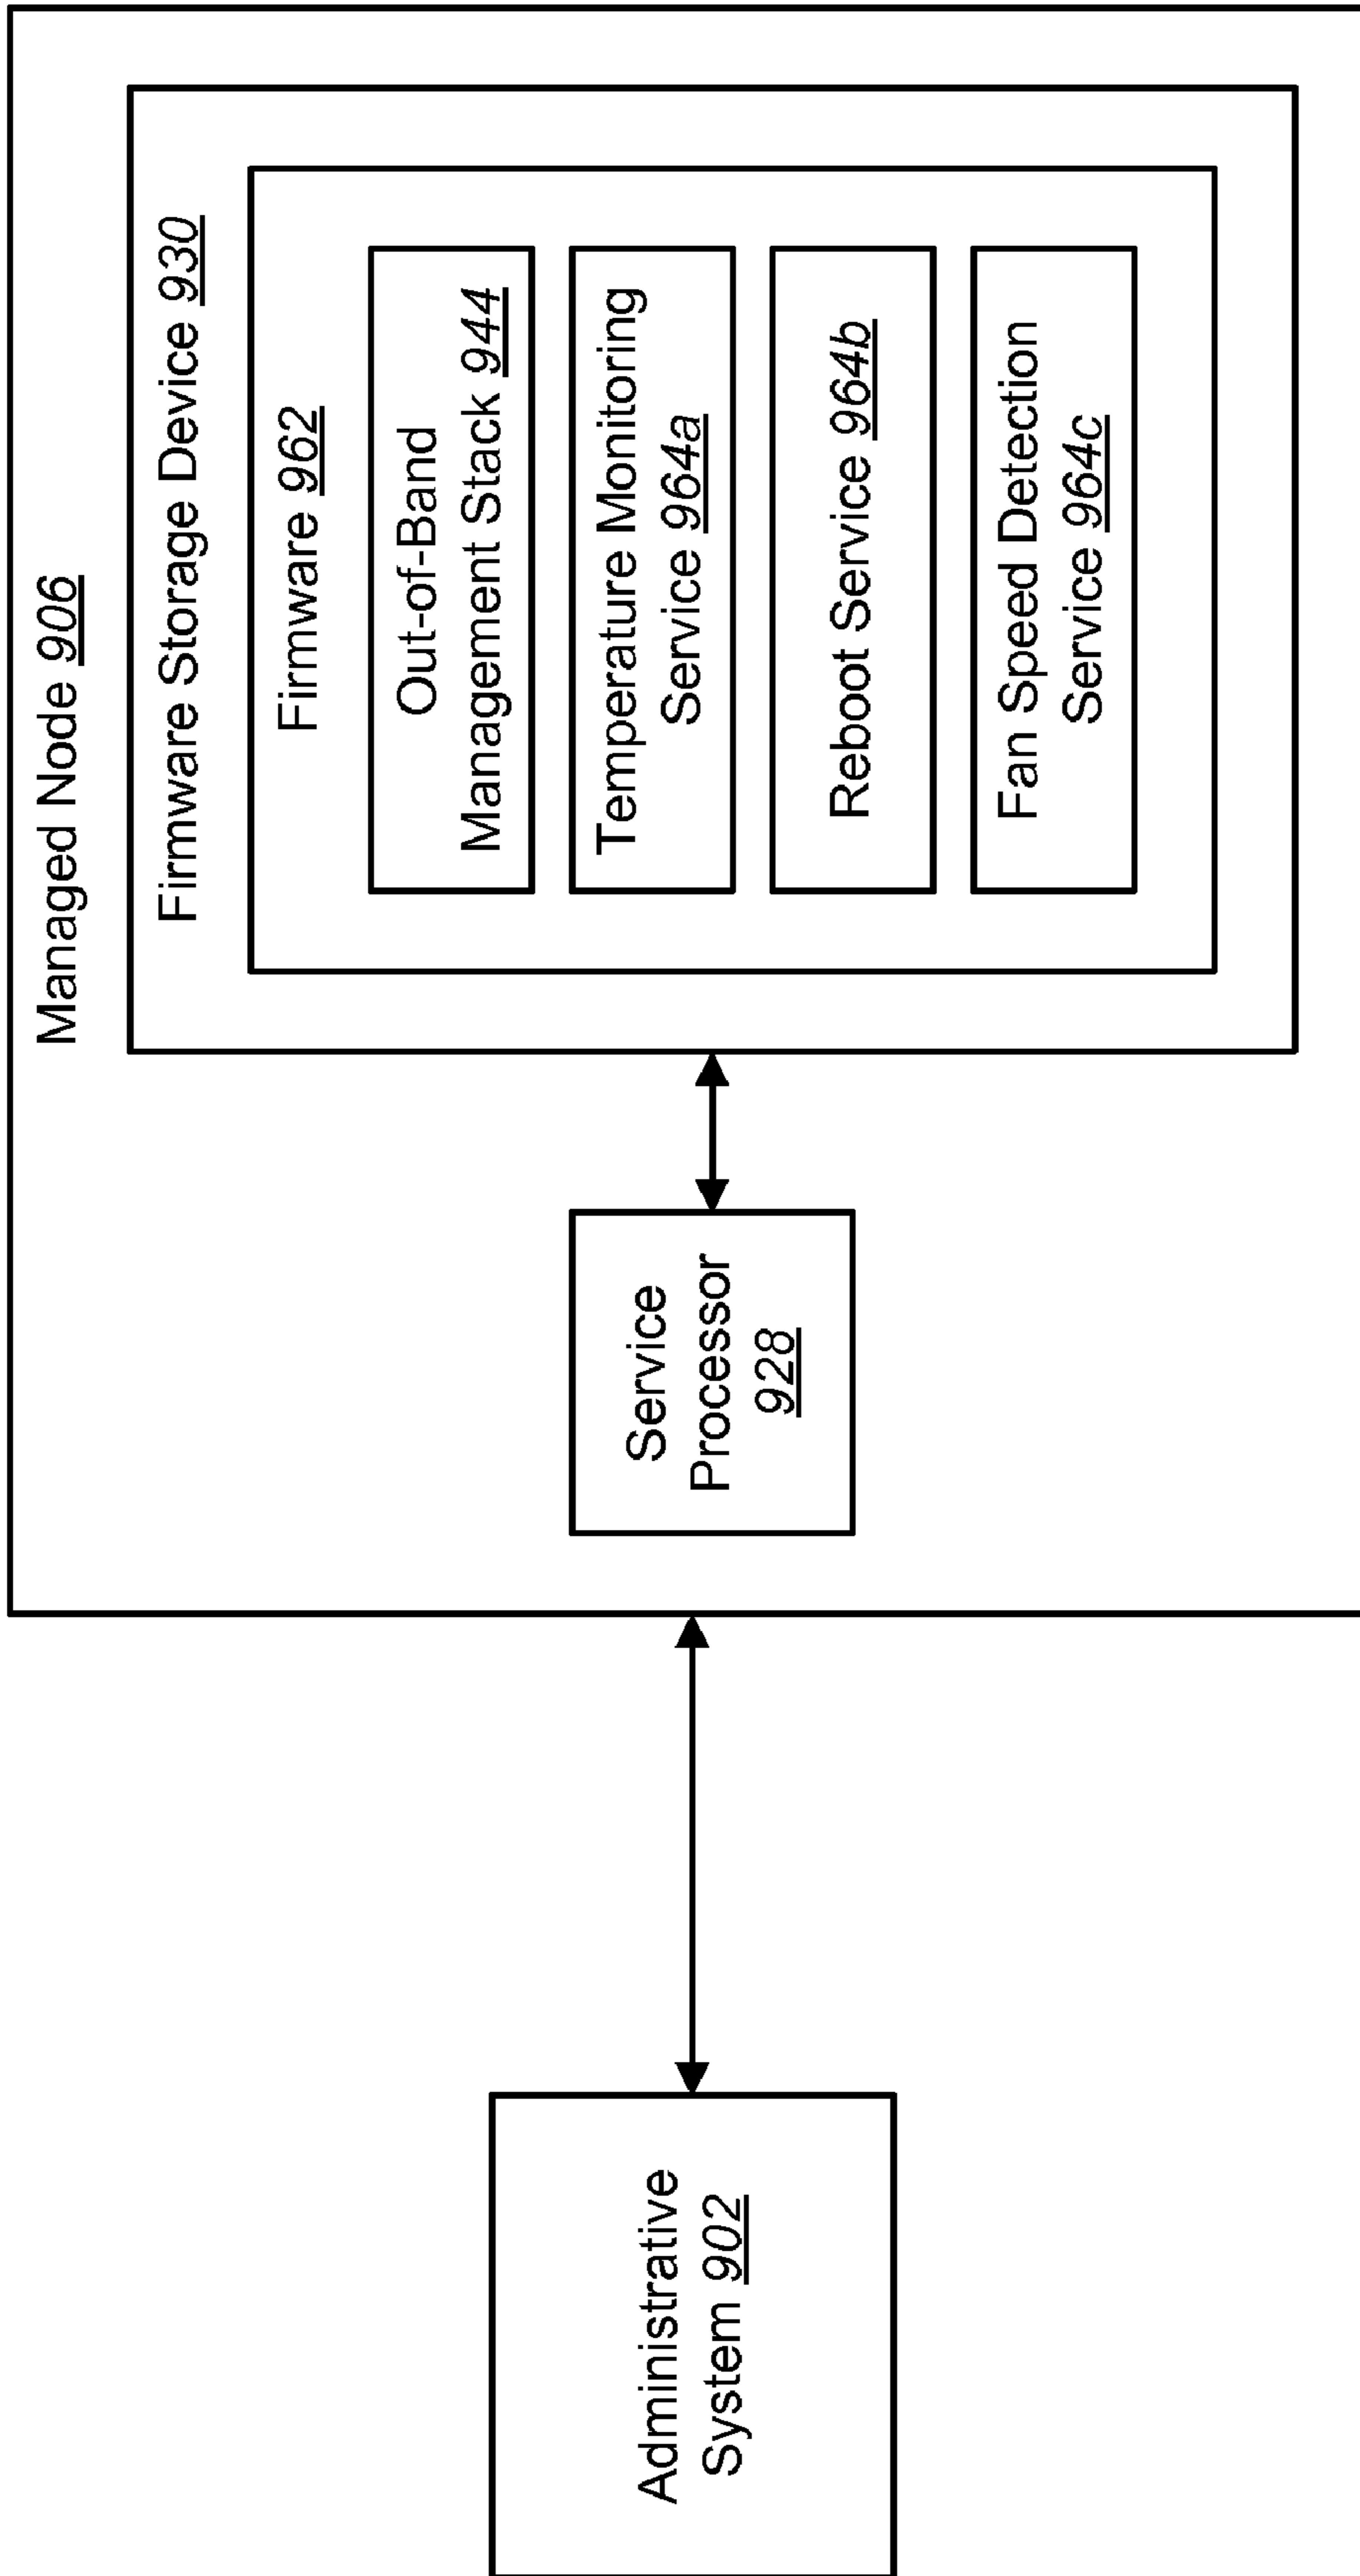 Managed Node 906
Firmware Storage Device 930
Firmware 962
Out-of-Band
Management Stack 944
Temperature Monitoring
Service 964a
Reboot Service 964b
Fan Speed Detection
Service 964c
Service
Processor
928
Administrative
System 902